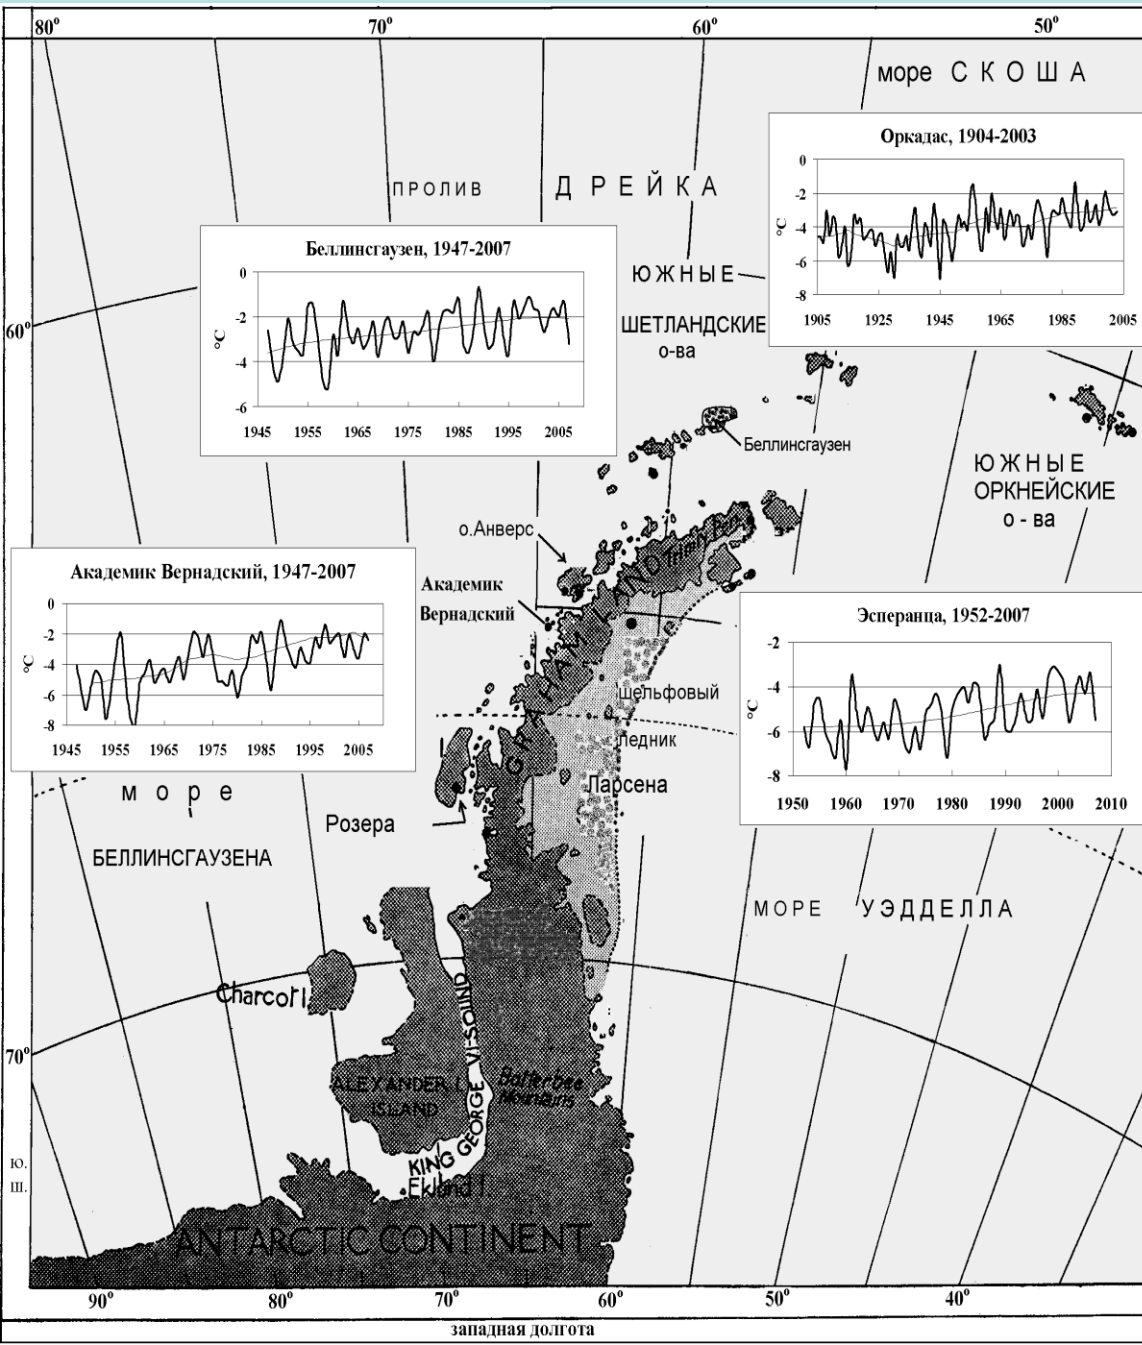 80°
70°
60°
50°
море С К О Ш А
Оркадас, 1904-2003
0
-2
-4
-6
-8
°C
1905 1925 1945 1965 1985 2005
ПРОЛИВ
Д Р Е Й К А
Беллинсгаузен, 1947-2007
0
-2
-4
-6
°C
1945 1955 1965 1975 1985 1995 2005
ЮЖНЫЕ
ШЕТЛАНДСКИЕ
о-ва
60°
Беллинсгаузен
ЮЖНЫЕ
ОРКНЕЙСКИЕ
о - ва
о.Анверс
Академик
Вернадский
Академик Вернадский, 1947-2007
0
-2
-4
-6
-8
°C
1945 1955 1965 1975 1985 1995 2005
GRAHAM LAND
Trinity Pen.
Эсперанца, 1952-2007
-2
-4
-6
-8
°C
1950 1960 1970 1980 1990 2000 2010
шельфовый
ледник
Ларсена
м о р е
БЕЛЛИНСГАУЗЕНА
Розера
МОРЕ УЭДДЕЛЛА
Charcot I.
KING GEORGE VI-SOUND
70°
ALEXANDER I.
ISLAND
Batterbee
Mountains
Eklund I.
ю.
ш.
ANTARCTIC CONTINENT
90°
80°
70°
60°
50°
40°
западная долгота